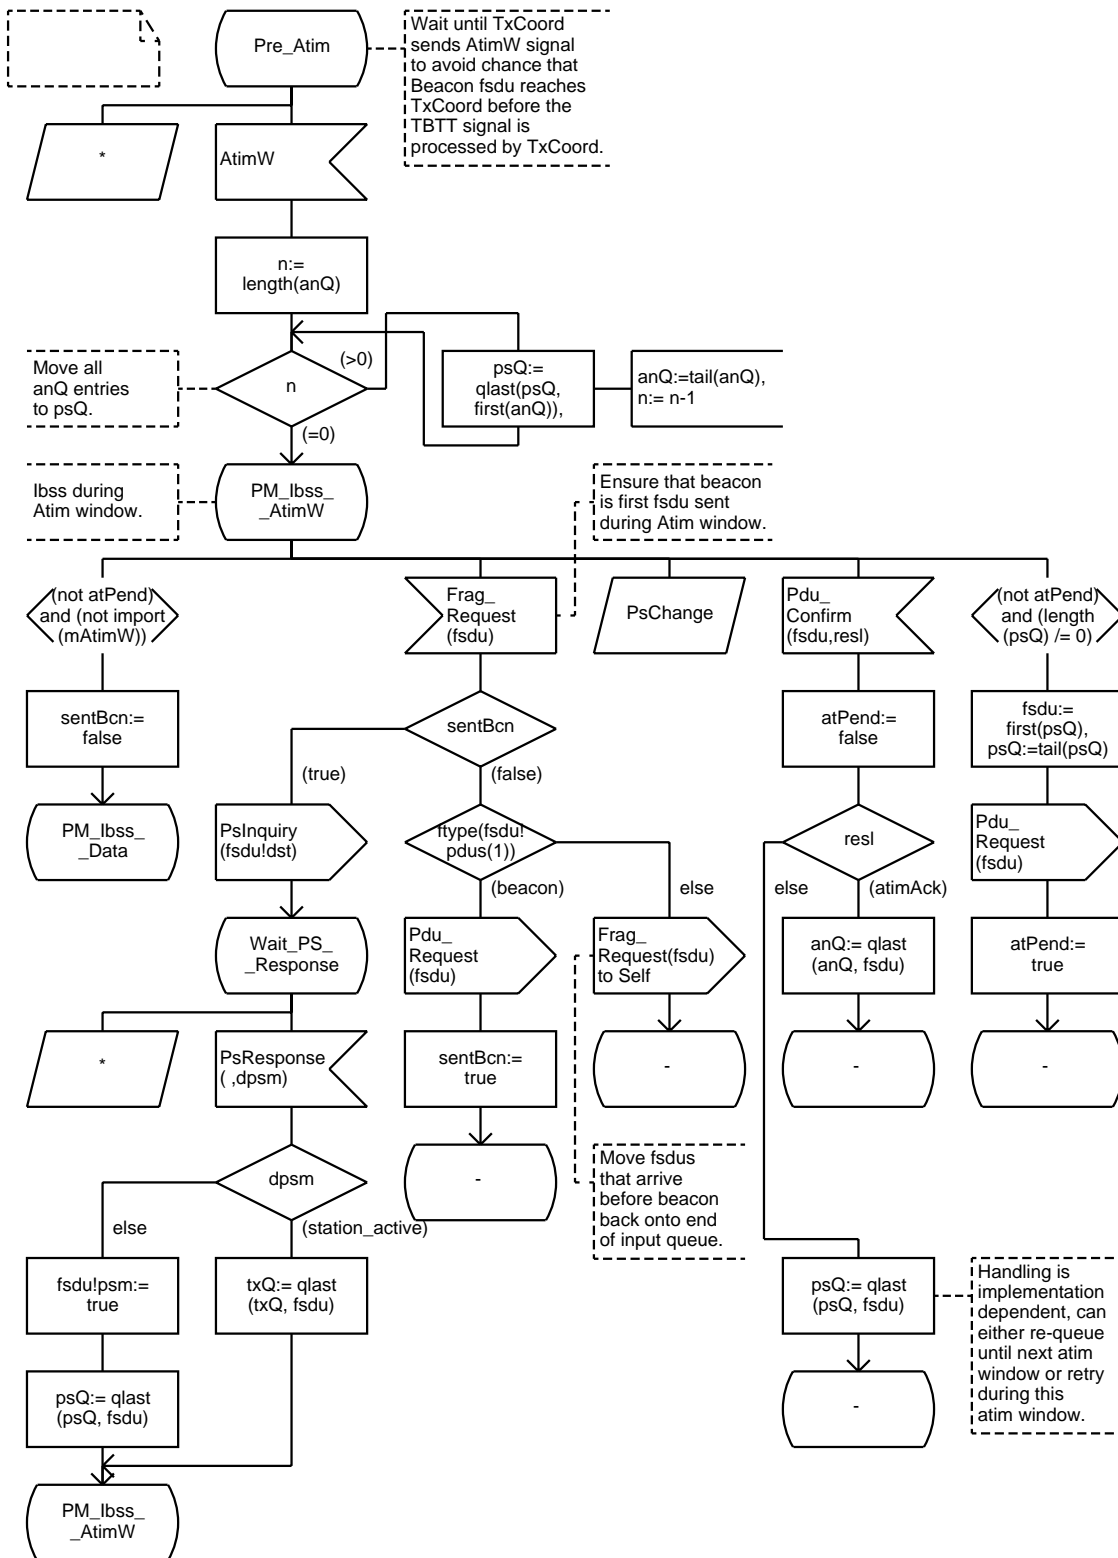 Pre_Atim
Wait until TxCoord
sends AtimW signal
to avoid chance that
Beacon fsdu reaches
TxCoord before the
TBTT signal is
processed by TxCoord.
*
AtimW
n:=
length(anQ)
Move all
anQ entries
to psQ.
n
(>0)
(=0)
psQ:=
qlast(psQ,
first(anQ)),
anQ:=tail(anQ),
n:= n-1
Ibss during
Atim window.
PM_Ibss_
_AtimW
Ensure that beacon
is first fsdu sent
during Atim window.
(not atPend)
and (not import
(mAtimW))
Frag_
Request
(fsdu)
PsChange
Pdu_
Confirm
(fsdu,resl)
(not atPend)
and (length
(psQ) /= 0)
sentBcn:=
false
sentBcn
(true)
(false)
atPend:=
false
fsdu:=
first(psQ),
psQ:=tail(psQ)
PM_Ibss_
_Data
PsInquiry
(fsdu!dst)
ftype(fsdu!
pdus(1))
(beacon)
else
resl
else
(atimAck)
Pdu_
Request
(fsdu)
Wait_PS_
_Response
Pdu_
Request
(fsdu)
Frag_
Request(fsdu)
to Self
anQ:= qlast
(anQ, fsdu)
atPend:=
true
*
PsResponse
( ,dpsm)
sentBcn:=
true
-
-
-
dpsm
else
(station_active)
-
Move fsdus
that arrive
before beacon
back onto end
of input queue.
fsdu!psm:=
true
txQ:= qlast
(txQ, fsdu)
psQ:= qlast
(psQ, fsdu)
Handling is
implementation
dependent, can
either re-queue
until next atim
window or retry
during this
atim window.
psQ:= qlast
(psQ, fsdu)
-
PM_Ibss_
_AtimW